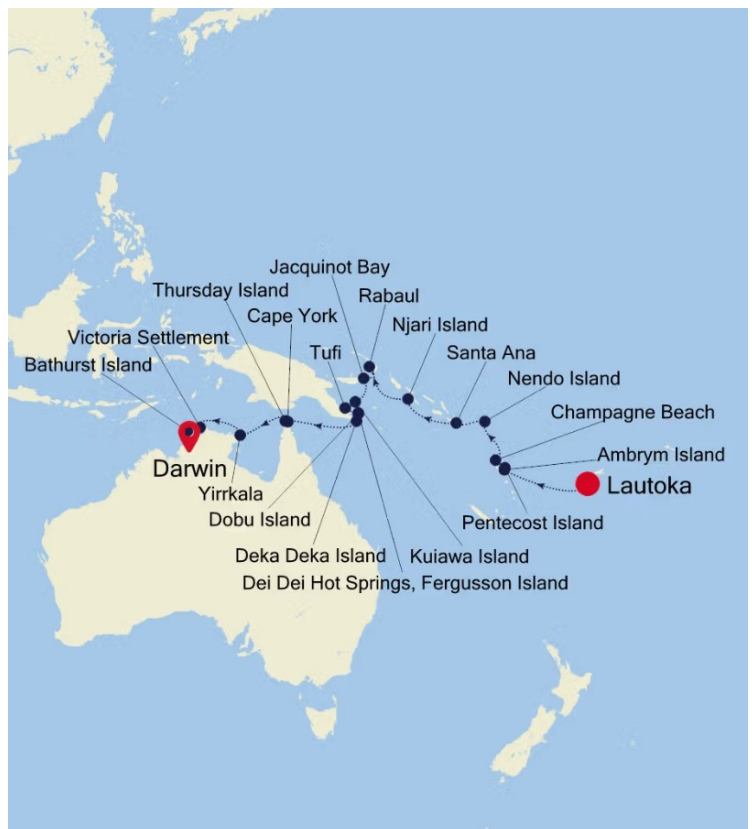 Jacquinot Bay
Thursday Island
Rabaul
Cape York
Njari Island
Victoria Settlement
Tufi
Santa Ana
Bathurst Island
Nendo Island
Champagne Beach
Ambrym Island
Darwin
Lautoka
Yirrkala
Dobu Island
Pentecost Island
Deka Deka Island
Kuiawa Island
Dei Dei Hot Springs, Fergusson Island